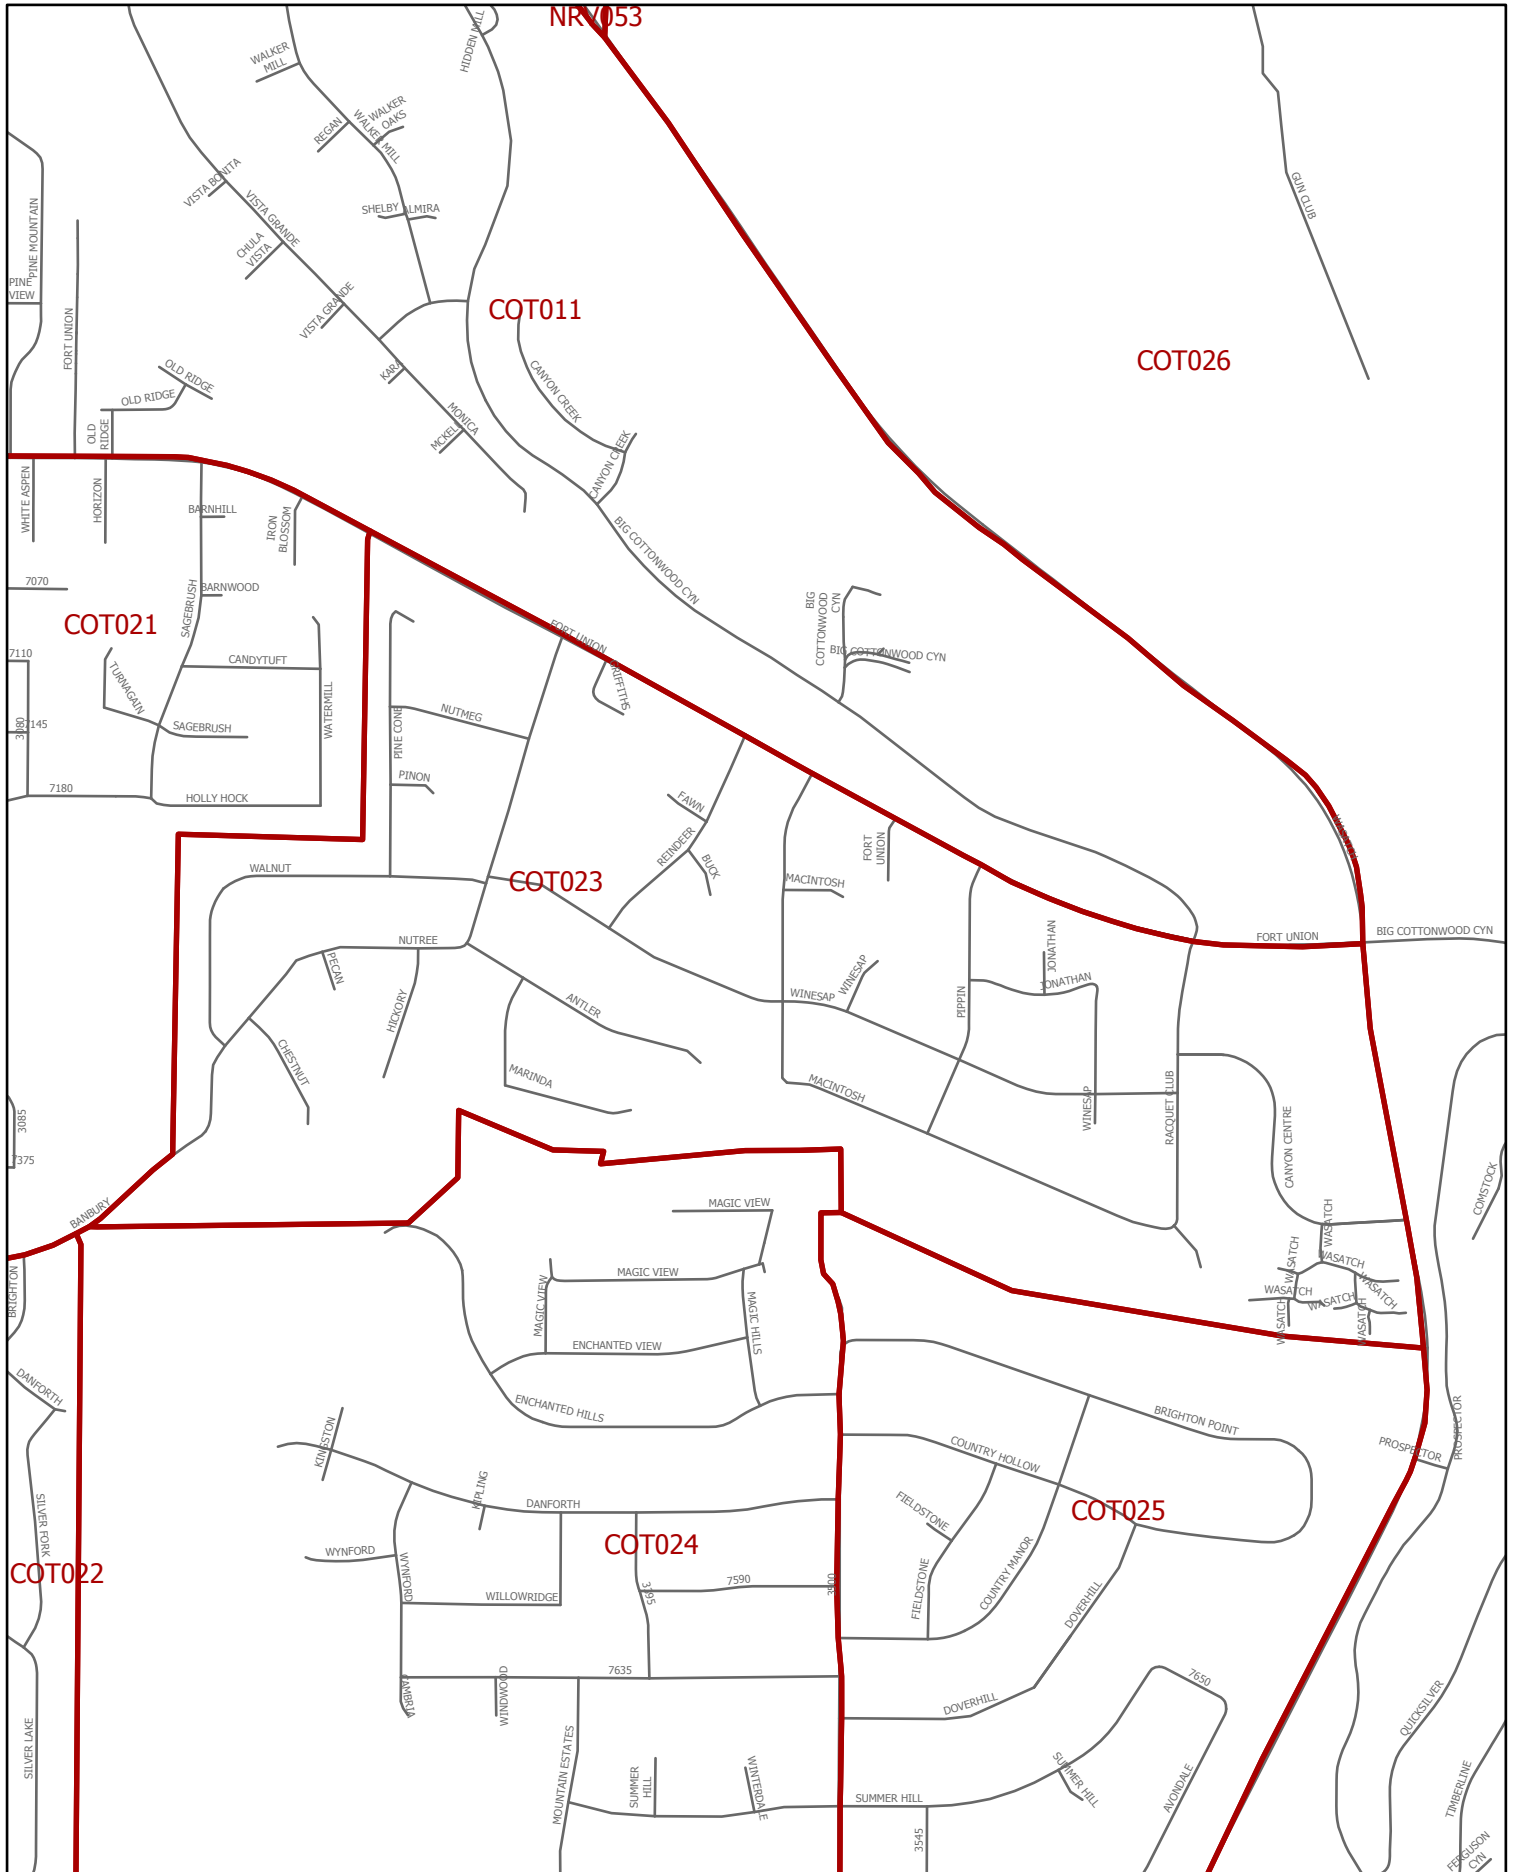 NRV053
HIDDEN MILL
WALKER
MILL
WALKER
OAKS
REGAN
WALKER MILL
VISTA BONITA
VISTA GRANDE
SHELBY
ALMIRA
GUN CLUB
PINE MOUNTAIN
CHULA
VISTA
PINE
VIEW
VISTA GRANDE
COT011
FORT UNION
COT026
OLD RIDGE
KARA
CANYON CREEK
OLD RIDGE
OLD
RIDGE
MONICA
CANYON CREEK
WHITE ASPEN
HORIZON
BARNHILL
IRON
BLOSSOM
BIG COTTONWOOD CYN
7070
BARNWOOD
SAGEBRUSH
COT021
BIG
COTTONWOOD
CYN
FORT UNION
7110
CANDYTUFT
BIG COTTONWOOD CYN
TURNAGAIN
GRIFFITHS
WATERMILL
NUTMEG
PINE CONE
3080
7145
SAGEBRUSH
7180
HOLLY HOCK
PINON
FAWN
REINDEER
BUCK
FORT
UNION
WALNUT
COT023
MACINTOSH
NUTREE
FORT UNION
BIG COTTONWOOD CYN
PECAN
JONATHAN
WINESAP
JONATHAN
HICKORY
ANTLER
WINESAP
PIPPIN
CHESTNUT
MARINDA
MACINTOSH
WINESAP
RACQUET CLUB
CANYON CENTRE
3085
7375
COMSTOCK
BANBURY
MAGIC VIEW
WASATCH
WASATCH
WASATCH
BRIGHTON
MAGIC VIEW
MAGIC VIEW
MAGIC HILLS
WASATCH
WASATCH
WASATCH
WASATCH
WASATCH
ENCHANTED VIEW
DANFORTH
ENCHANTED HILLS
BRIGHTON POINT
PROSPECTOR
PROSPECTOR
KINGSTON
COUNTRY HOLLOW
KIPLING
DANFORTH
FIELDSTONE
COT025
SILVER FORK
COT024
WYNFORD
COT022
WYNFORD
WILLOWRIDGE
3395
7590
3500
FIELDSTONE
COUNTRY MANOR
DOVERHILL
7635
CAMBRIA
WINDWOOD
7650
DOVERHILL
QUICKSILVER
SILVER LAKE
MOUNTAIN ESTATES
SUMMER
HILL
WINTERDALE
SUMMER HILL
SUMMER HILL
AVONDALE
TIMBERLINE
3545
FERGUSON
CYN